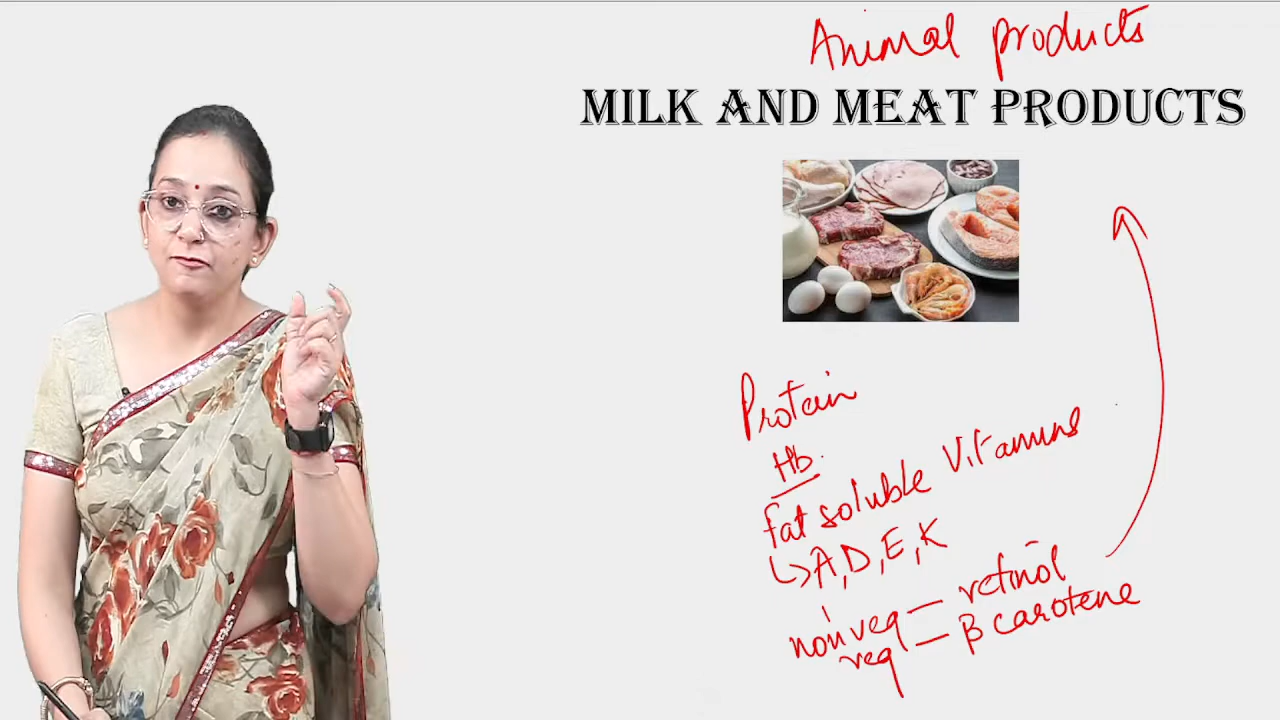 Animal products
MILK AND MEAT PRODUCTS
Protein
Hb.
fat soluble Vitamins
↳A, D, E, K
nonveg — retinol
veg — β carotene